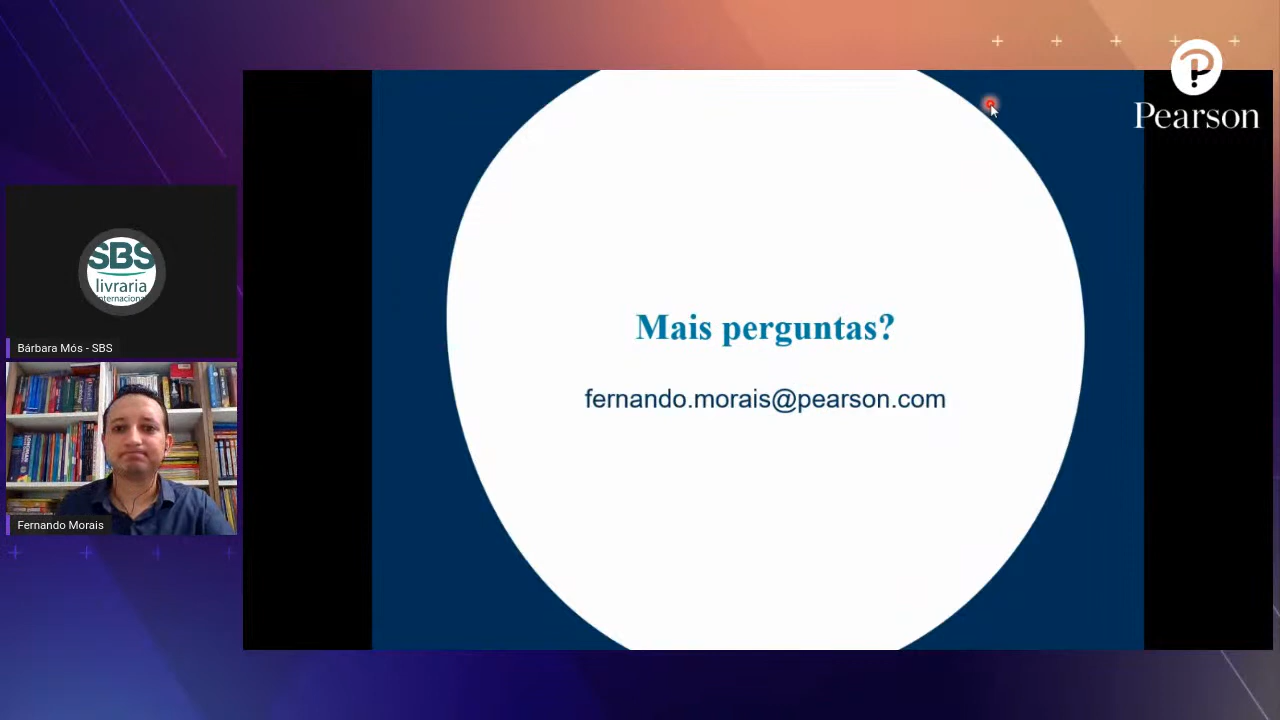 Pearson
SBS
livraria
internacional
Bárbara Mós - SBS
Fernando Morais
Mais perguntas?
fernando.morais@pearson.com